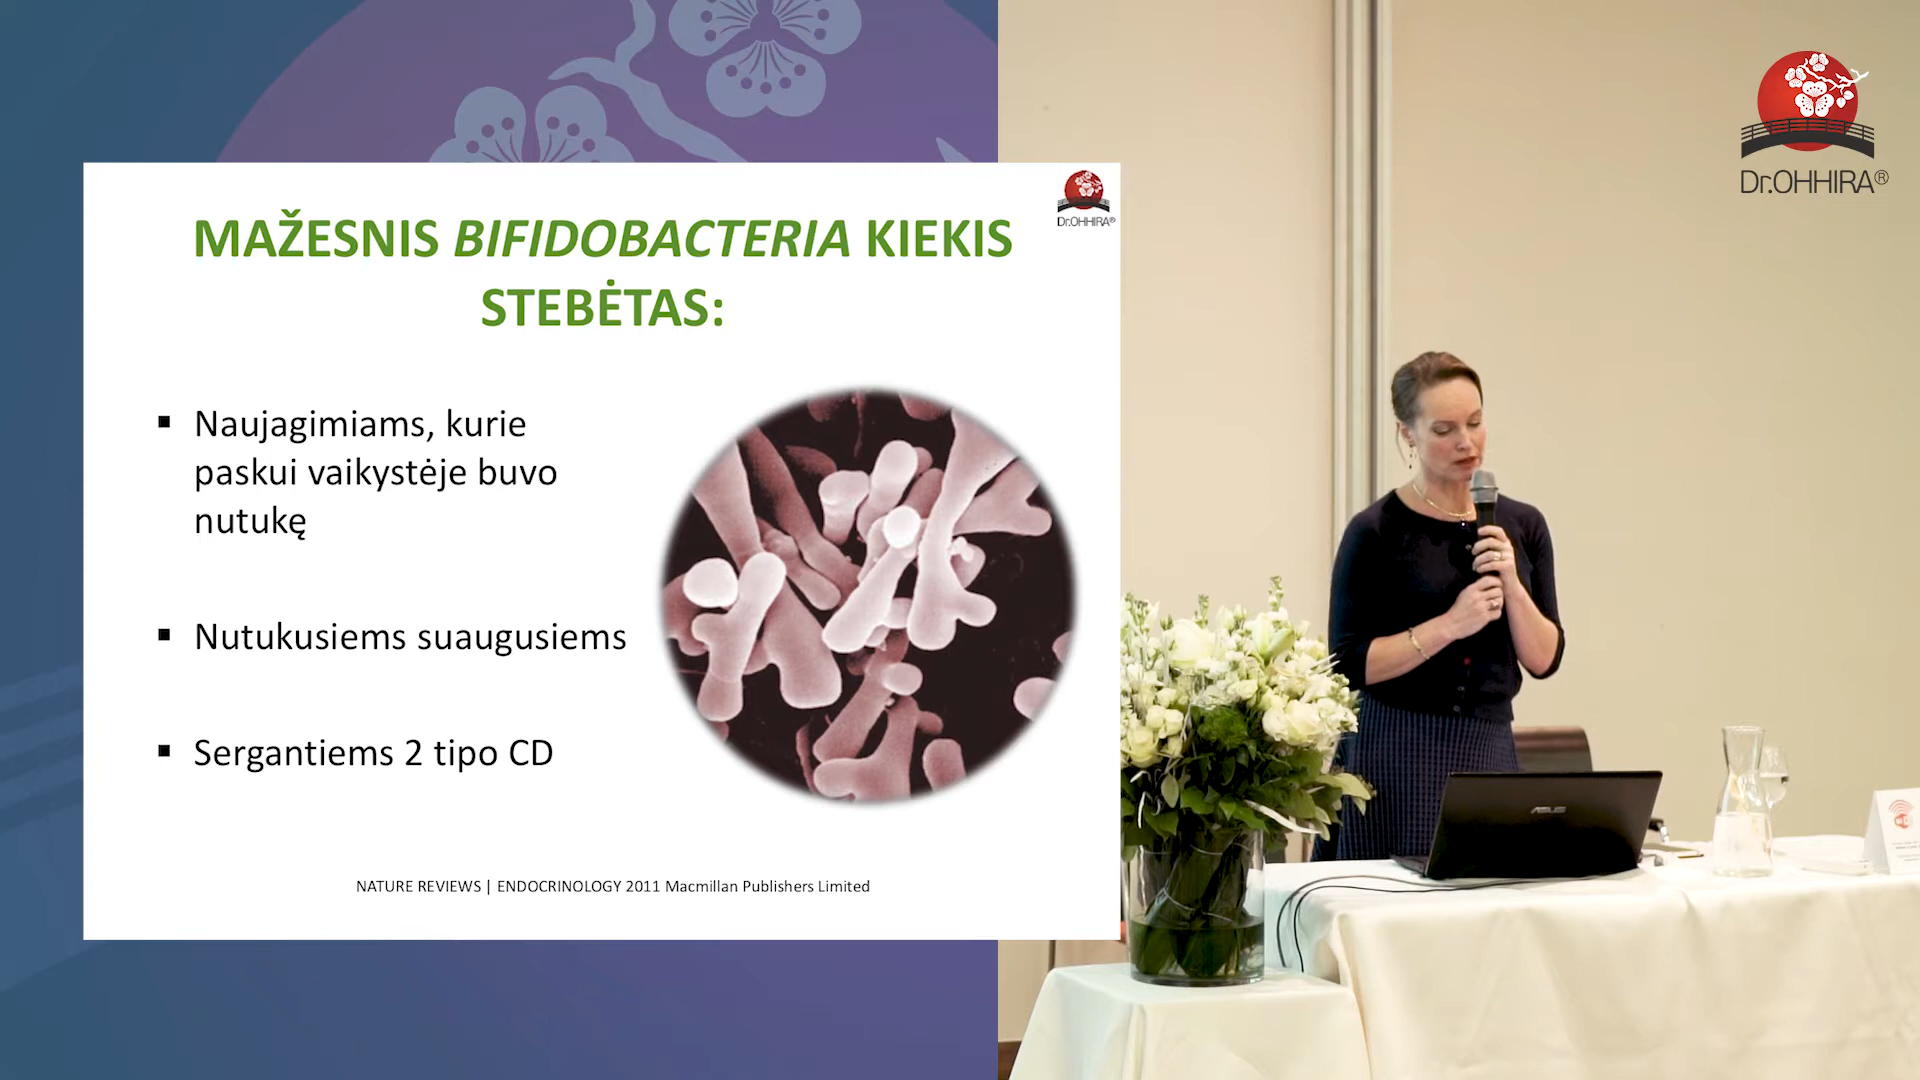 MAŽESNIS BIFIDOBACTERIA KIEKIS
STEBĖTAS:
Dr.OHHIRA®
▪ Naujagimiams, kurie
paskui vaikystėje buvo
nutukę
▪ Nutukusiems suaugusiems
▪ Sergantiems 2 tipo CD
NATURE REVIEWS | ENDOCRINOLOGY 2011 Macmillan Publishers Limited
Dr.OHHIRA®
ASUS